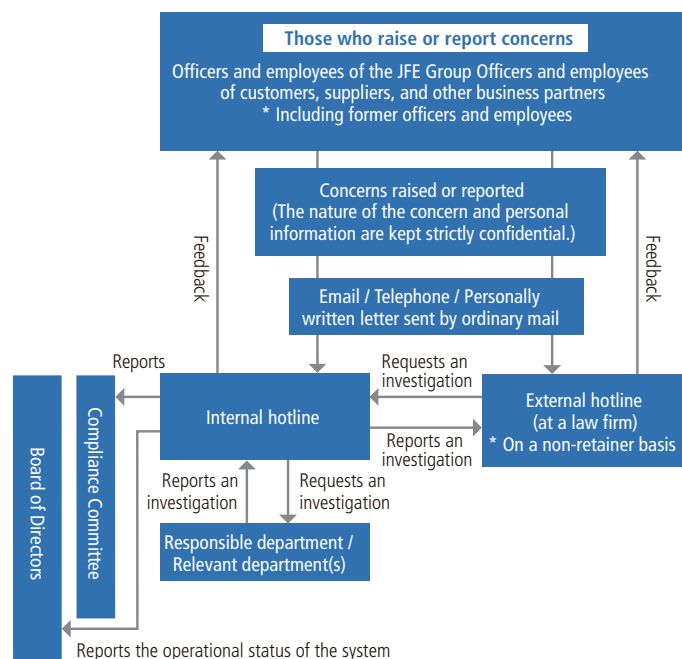 Those who raise or report concerns
Officers and employees of the JFE Group Officers and employees
of customers, suppliers, and other business partners
* Including former officers and employees
Concerns raised or reported
(The nature of the concern and personal
information are kept strictly confidential.)
Feedback
Feedback
Email / Telephone / Personally
written letter sent by ordinary mail
Reports
Requests an
investigation
Internal hotline
External hotline
(at a law firm)
* On a non-retainer basis
Reports an
investigation
Board of Directors
Compliance Committee
Reports an
investigation
Requests an
investigation
Responsible department /
Relevant department(s)
Reports the operational status of the system